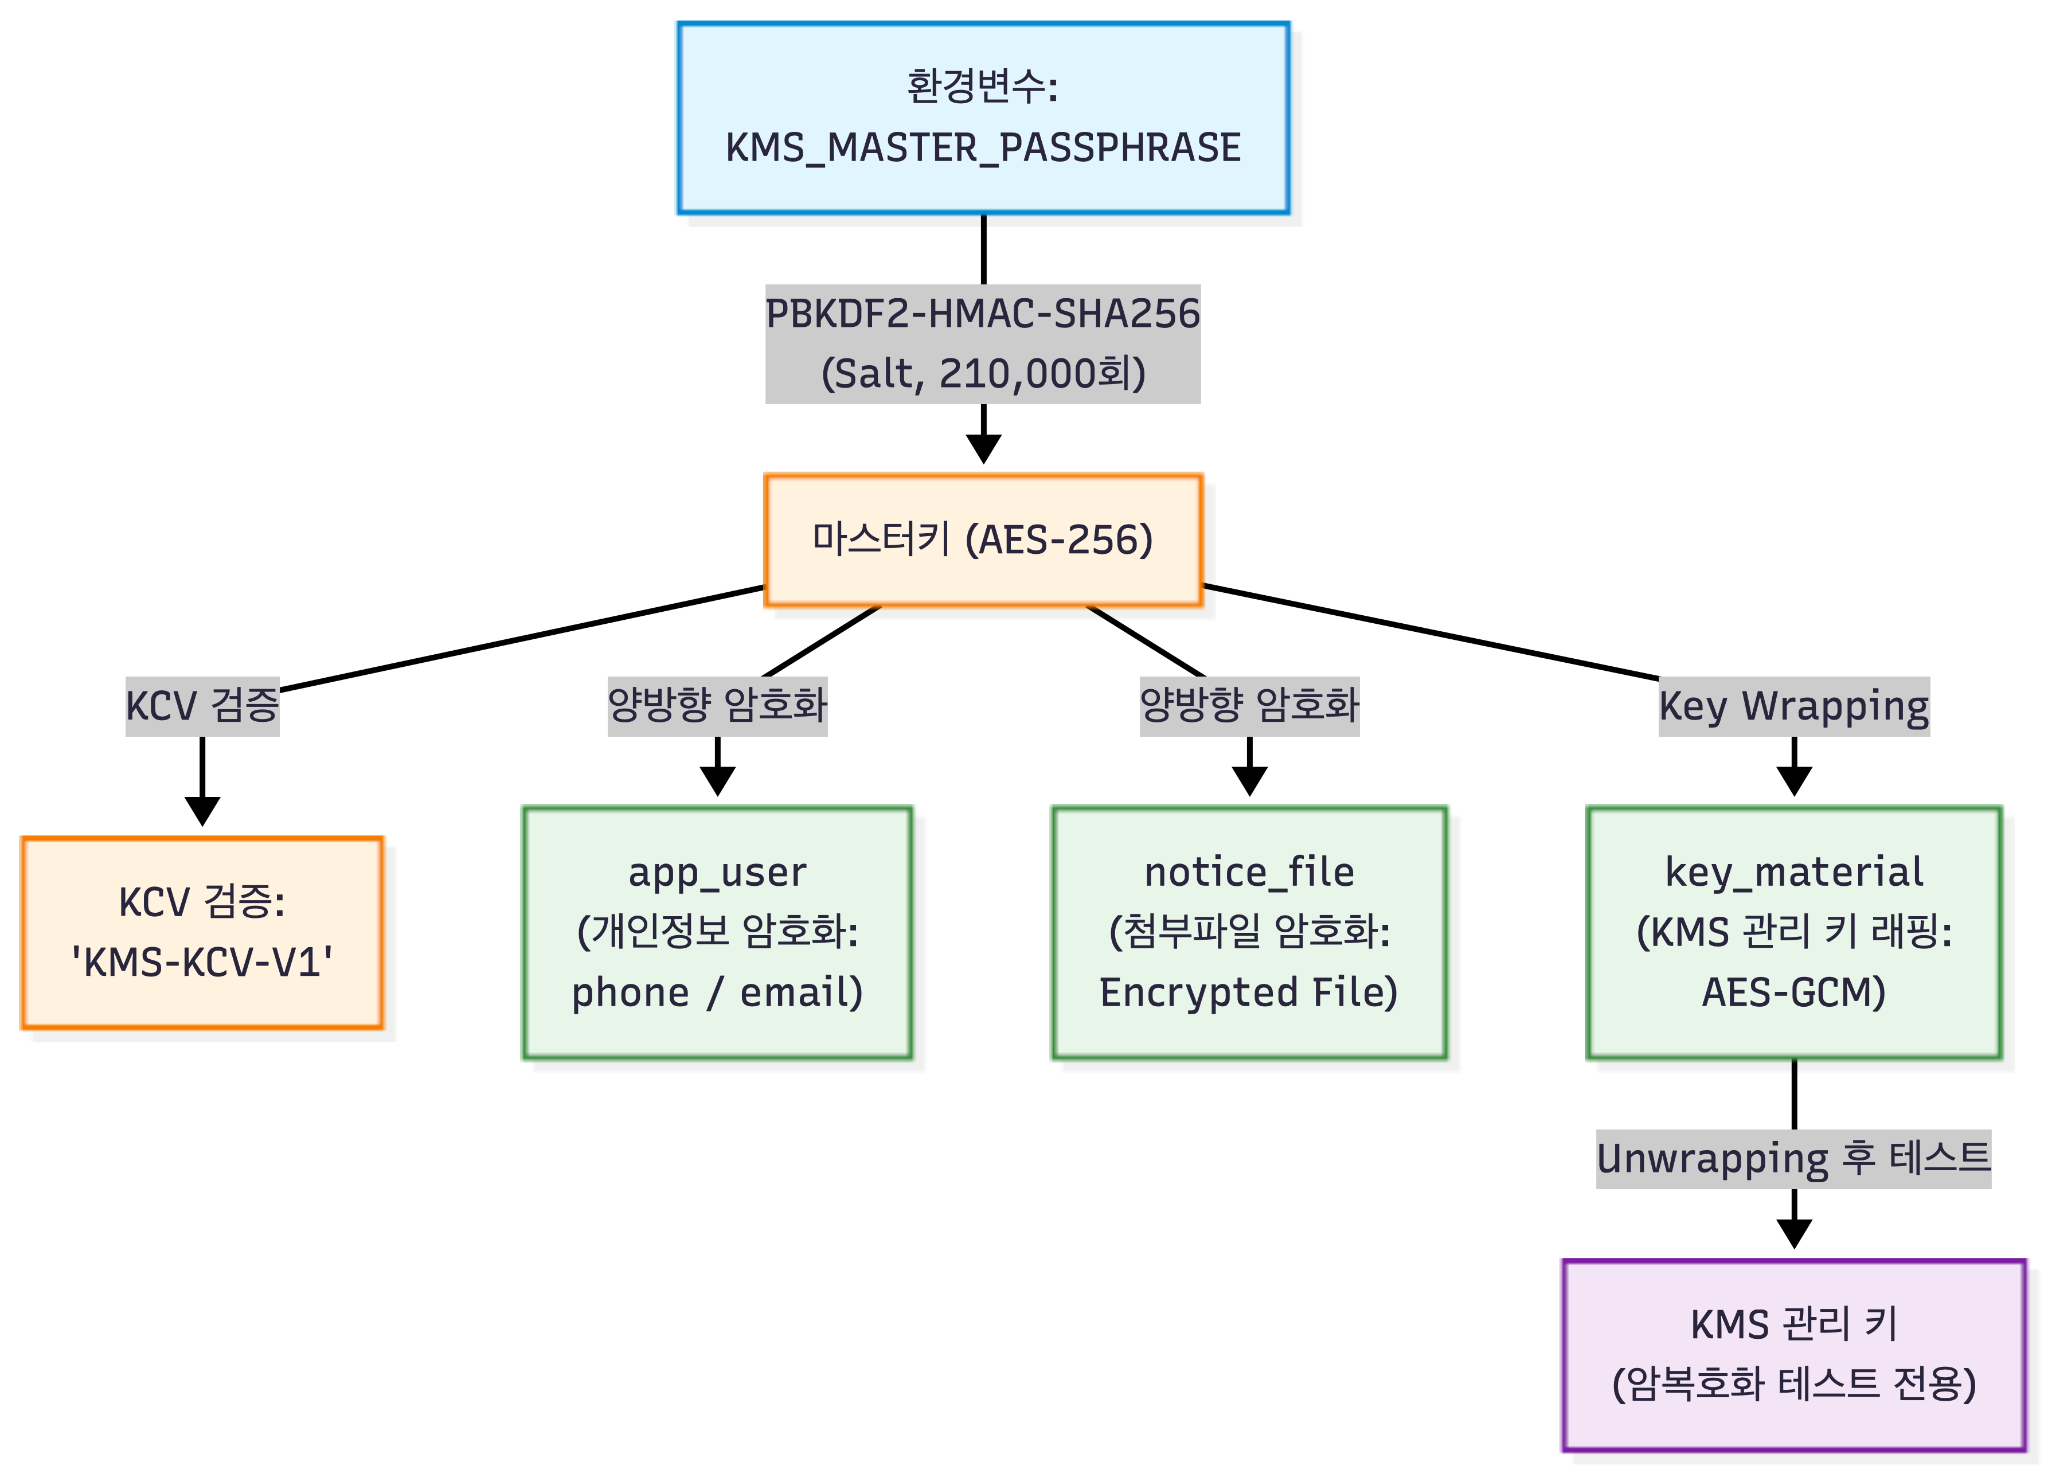 환경변수:
KMS_MASTER_PASSPHRASE
PBKDF2-HMAC-SHA256
(Salt, 210,000회)
마스터키 (AES-256)
KCV 검증
양방향 암호화
양방향 암호화
Key Wrapping
KCV 검증:
'KMS-KCV-V1'
app_user
(개인정보 암호화:
phone / email)
notice_file
(첨부파일 암호화:
Encrypted File)
key_material
(KMS 관리 키 래핑:
AES-GCM)
Unwrapping 후 테스트
KMS 관리 키
(암복호화 테스트 전용)